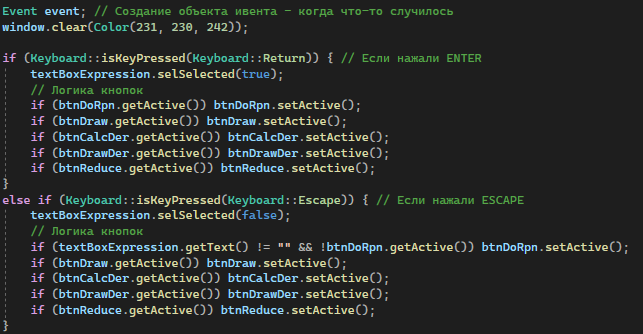 Event event; // Создание объекта ивента - когда что-то случилось
window.clear(Color(231, 230, 242));
if (Keyboard::isKeyPressed(Keyboard::Return)) { // Если нажали ENTER
textBoxExpression.selSelected(true);
// Логика кнопок
if (btnDoRpn.getActive()) btnDoRpn.setActive();
if (btnDraw.getActive()) btnDraw.setActive();
if (btnCalcDer.getActive()) btnCalcDer.setActive();
if (btnDrawDer.getActive()) btnDrawDer.setActive();
if (btnReduce.getActive()) btnReduce.setActive();
}
else if (Keyboard::isKeyPressed(Keyboard::Escape)) { // Если нажали ESCAPE
textBoxExpression.selSelected(false);
// Логика кнопок
if (textBoxExpression.getText() != "" && !btnDoRpn.getActive()) btnDoRpn.setActive();
if (btnDraw.getActive()) btnDraw.setActive();
if (btnCalcDer.getActive()) btnCalcDer.setActive();
if (btnDrawDer.getActive()) btnDrawDer.setActive();
if (btnReduce.getActive()) btnReduce.setActive();
}